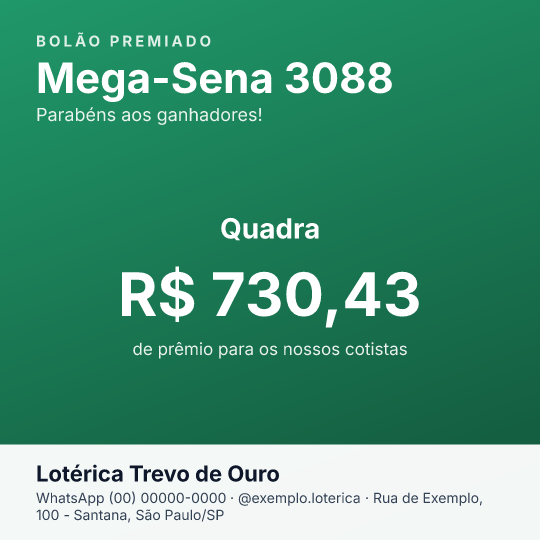 BOLÃO PREMIADO
Mega-Sena 3088
Parabéns aos ganhadores!
Quadra
R$ 730,43
de prêmio para os nossos cotistas
Lotérica Trevo de Ouro
WhatsApp (00) 00000-0000 · @exemplo.loterica · Rua de Exemplo,
100 - Santana, São Paulo/SP